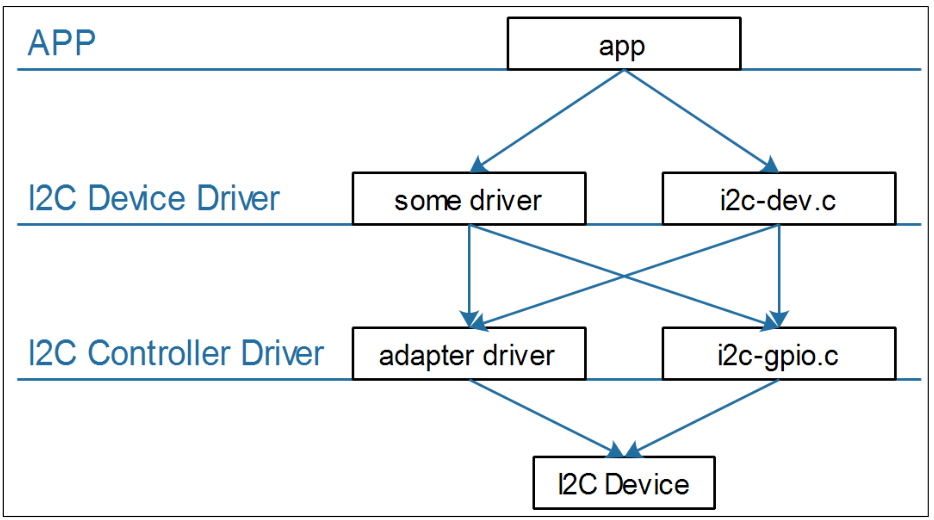 APP
app
I2C Device Driver
some driver
i2c-dev.c
I2C Controller Driver
adapter driver
i2c-gpio.c
I2C Device